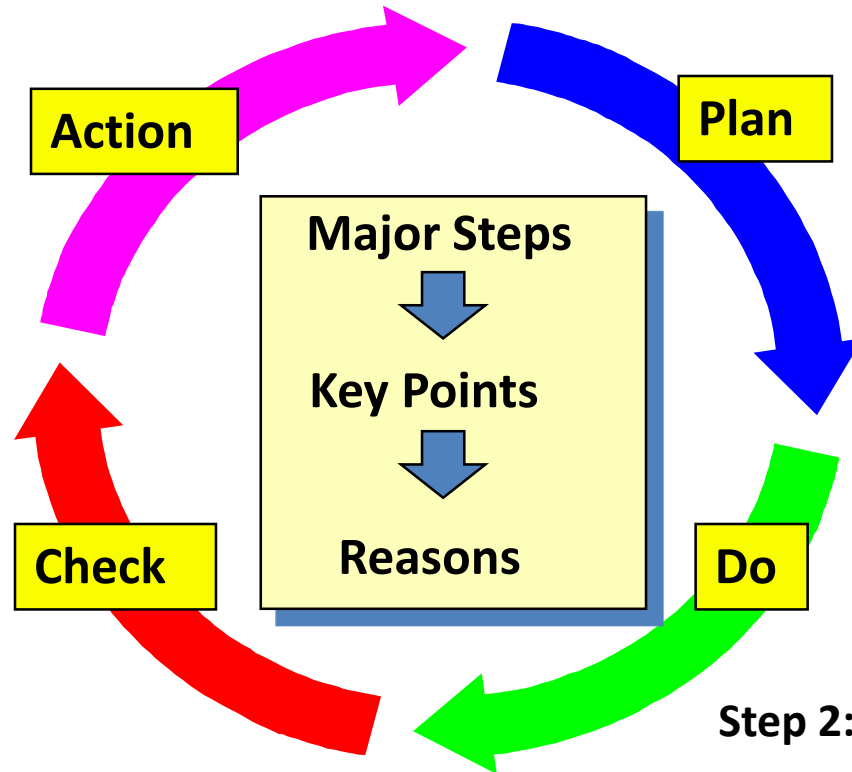 Action
Plan
Major Steps
Key Points
Reasons
Check
Do
Step 2: